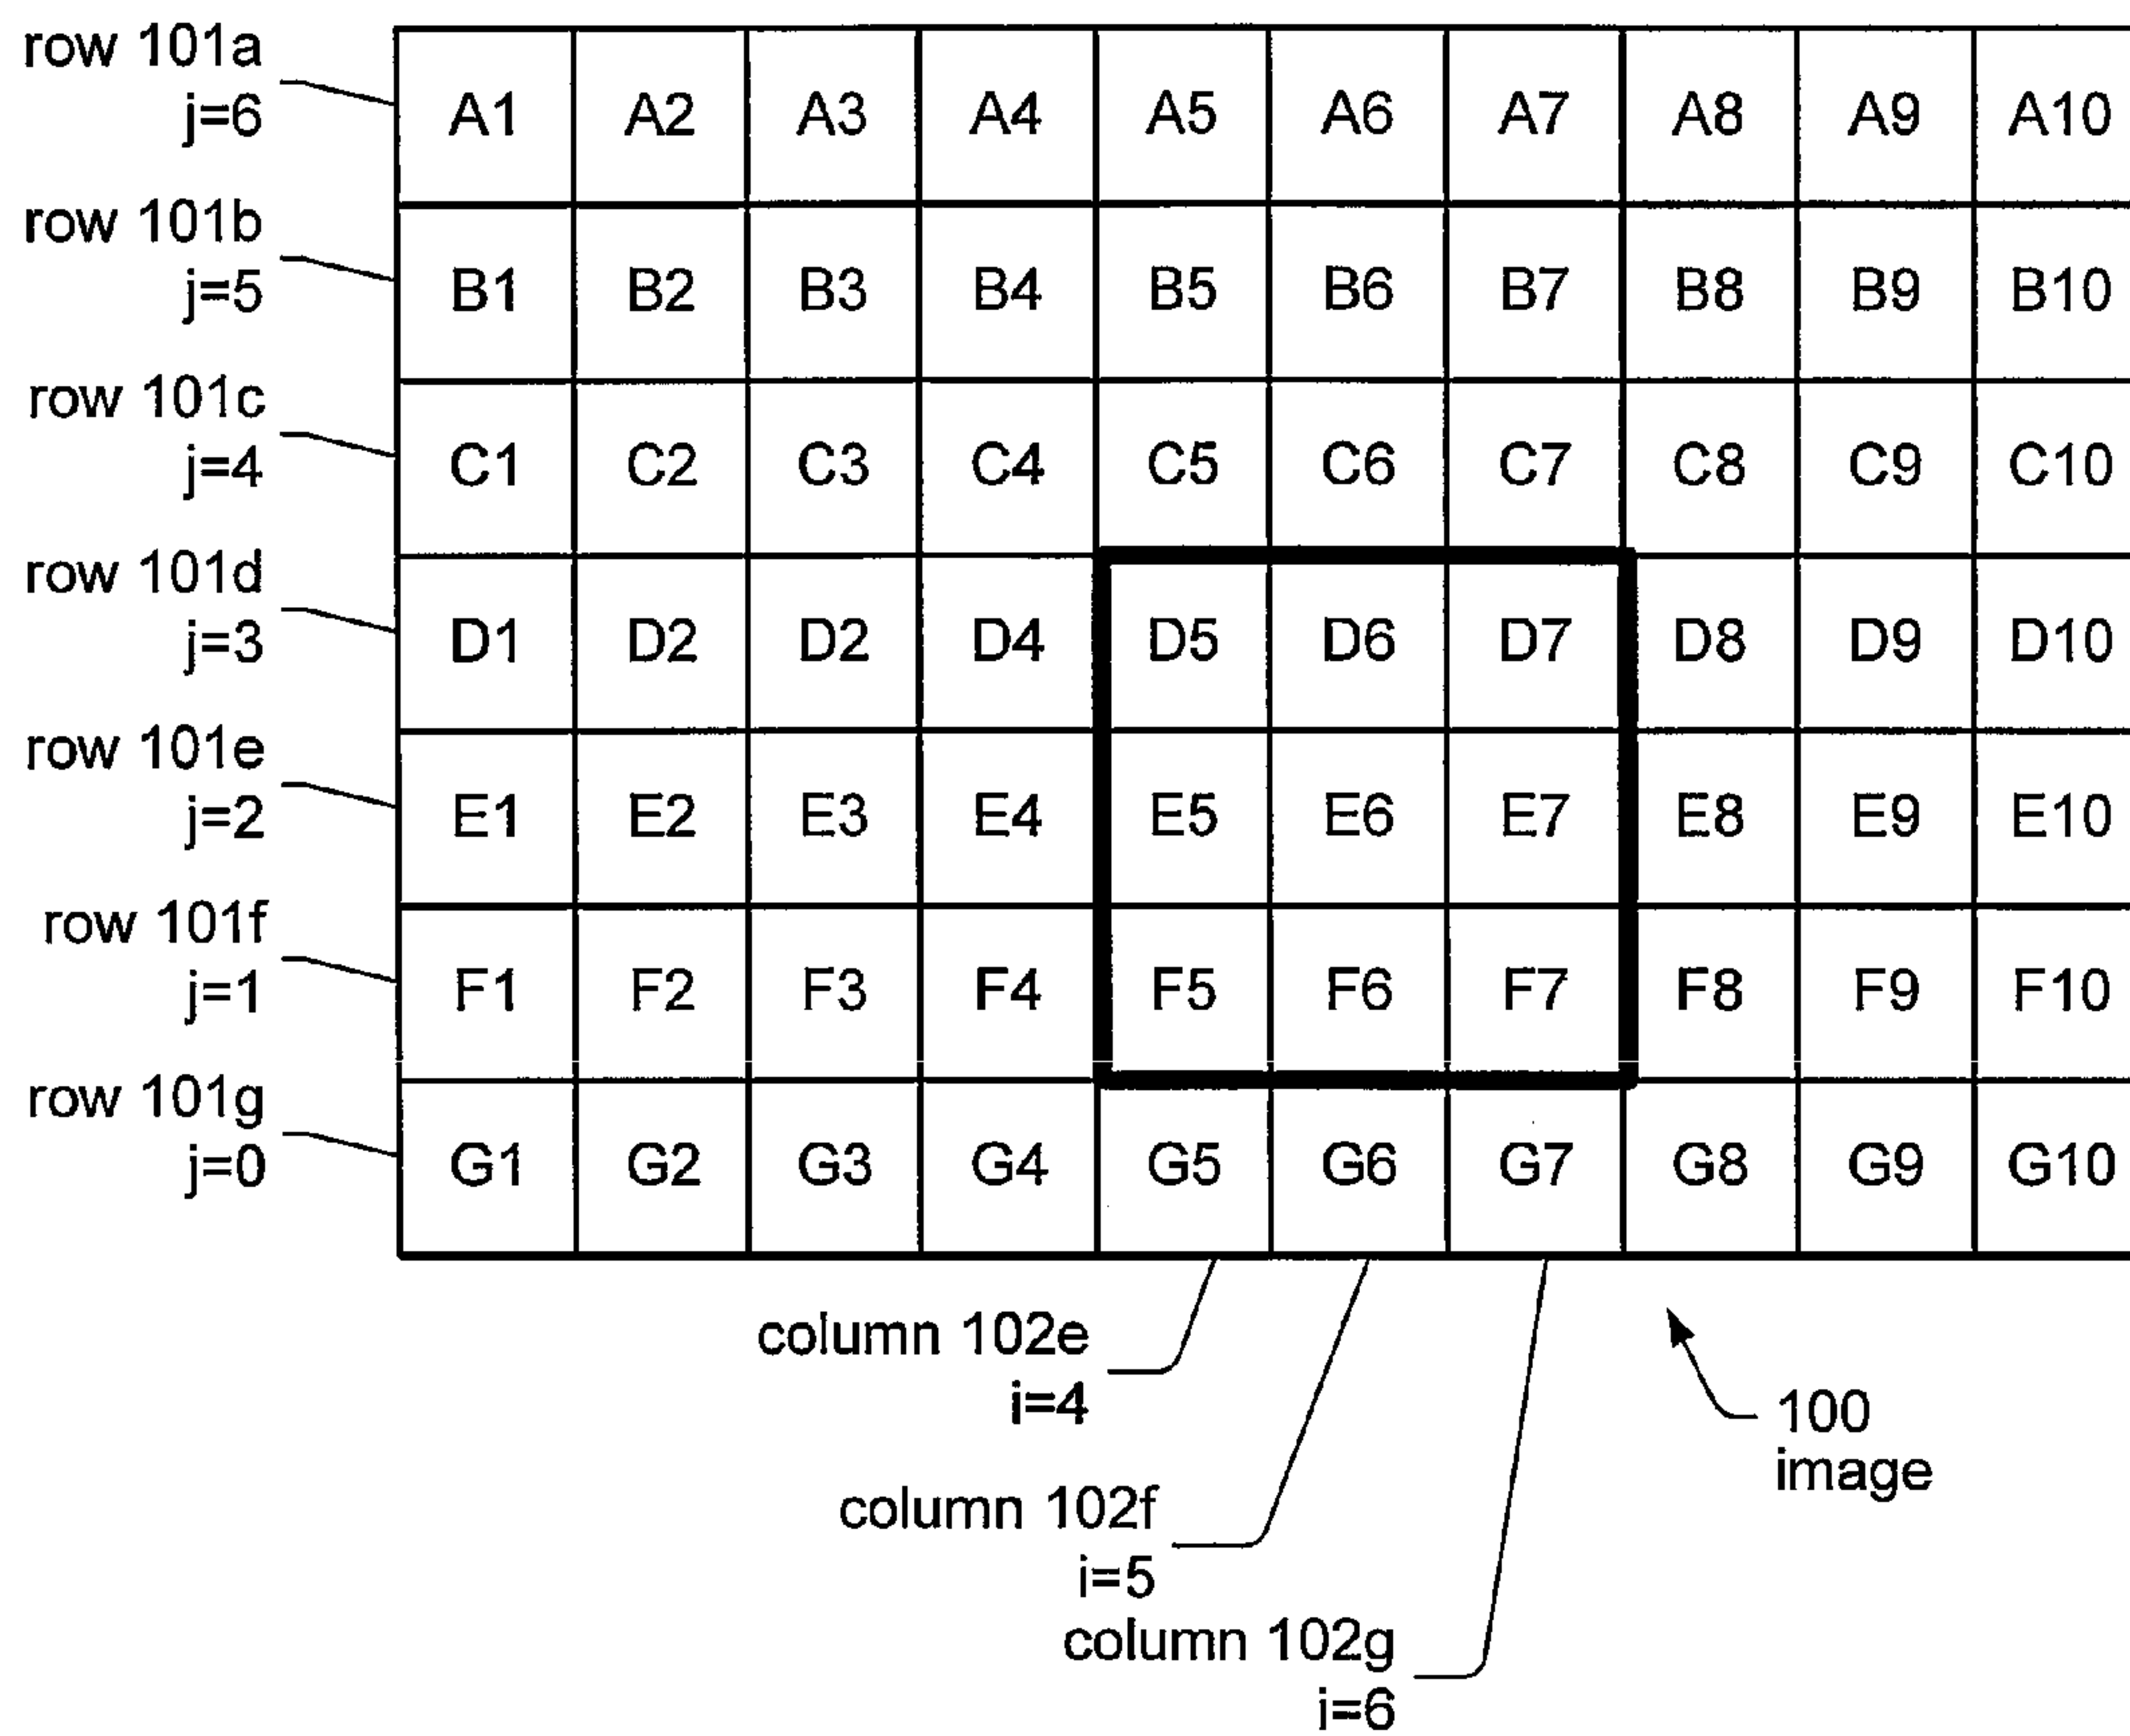 row 101a
j=6
A1 A2 A3 A4 A5 A6 A7 A8 A9 A10
row 101b
j=5
B1 B2 B3 B4 B5 B6 B7 B8 B9 B10
row 101c
j=4
C1 C2 C3 C4 C5 C6 C7 C8 C9 C10
row 101d
j=3
D1 D2 D2 D4 D5 D6 D7 D8 D9 D10
row 101e
j=2
E1 E2 E3 E4 E5 E6 E7 E8 E9 E10
row 101f
j=1
F1 F2 F3 F4 F5 F6 F7 F8 F9 F10
row 101g
j=0
G1 G2 G3 G4 G5 G6 G7 G8 G9 G10
column 102e
i=4
100
image
column 102f
i=5
column 102g
i=6